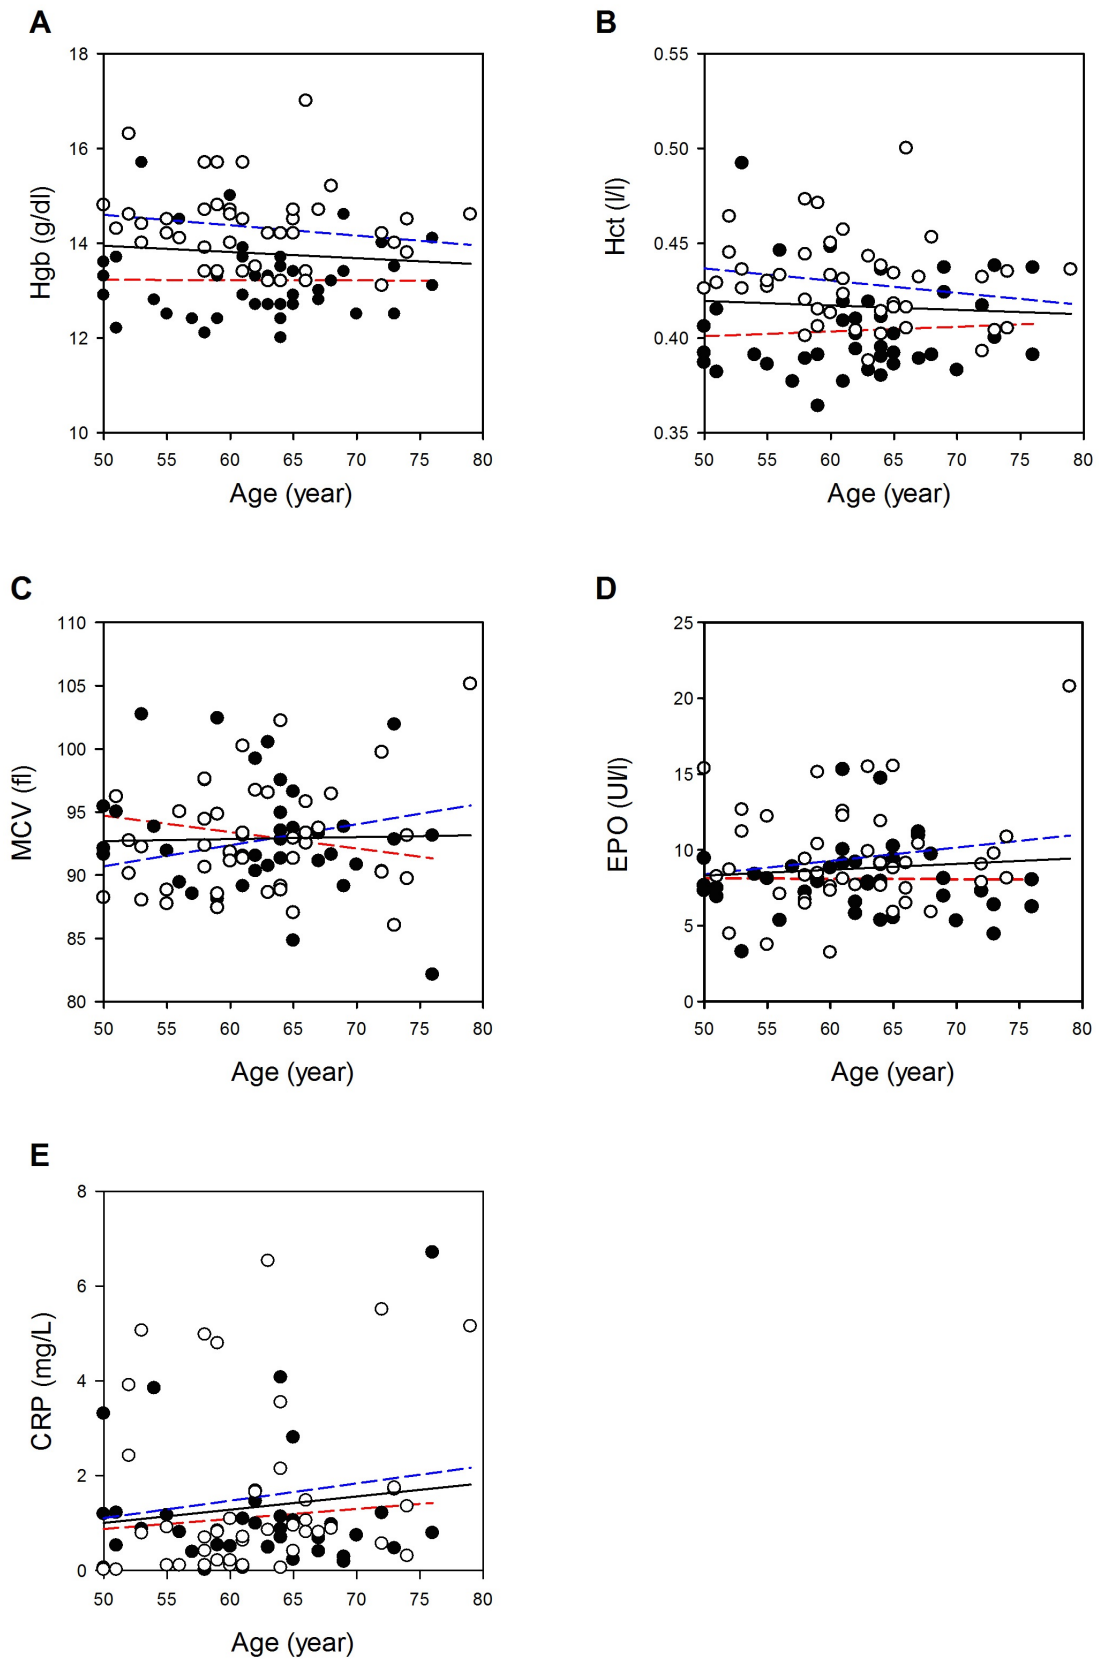 A
18
16
14
12
10
Hgb (g/dl)
50 55 60 65 70 75 80
Age (year)
B
0.55
0.50
0.45
0.40
0.35
Hct (l/l)
50 55 60 65 70 75 80
Age (year)
C
110
105
100
95
90
85
80
MCV (fl)
50 55 60 65 70 75 80
Age (year)
D
25
20
15
10
5
0
EPO (UI/l)
50 55 60 65 70 75 80
Age (year)
E
8
6
4
2
0
CRP (mg/L)
50 55 60 65 70 75 80
Age (year)